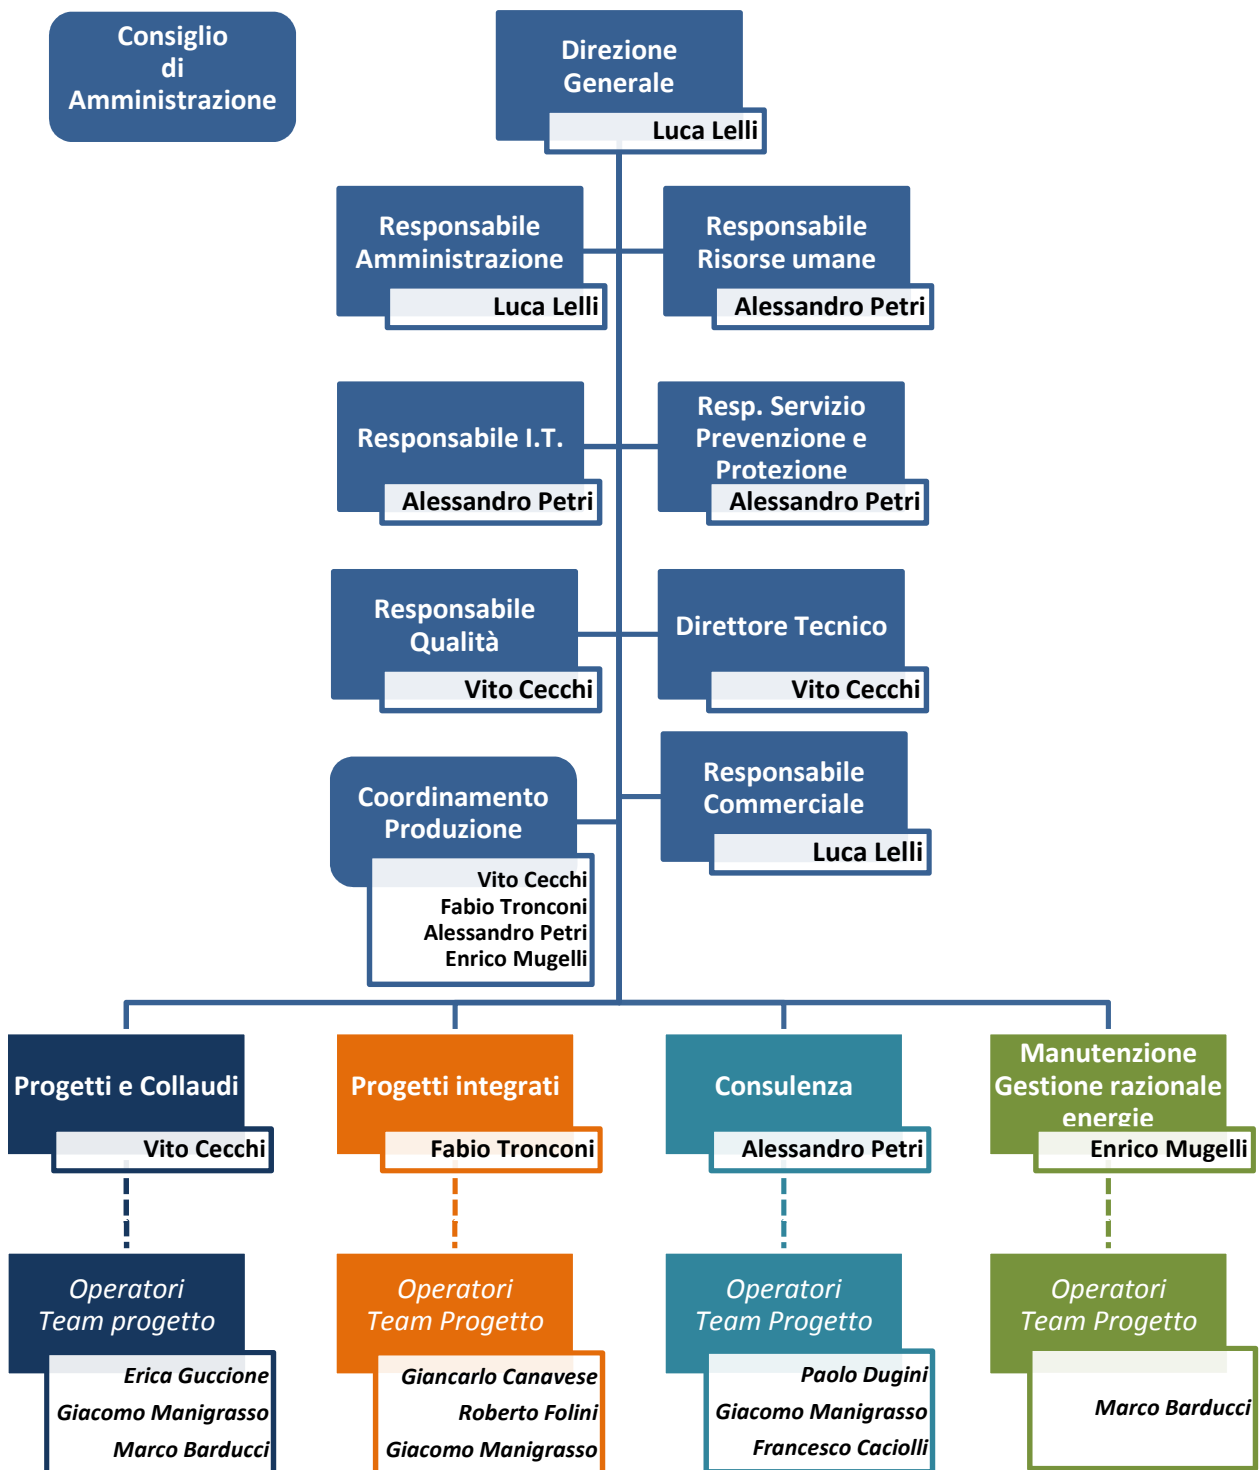 Consiglio
di
Amministrazione
Direzione
Generale
Luca Lelli
Responsabile
Amministrazione
Luca Lelli
Responsabile
Risorse umane
Alessandro Petri
Responsabile I.T.
Alessandro Petri
Resp. Servizio
Prevenzione e
Protezione
Alessandro Petri
Responsabile
Qualità
Vito Cecchi
Direttore Tecnico
Vito Cecchi
Coordinamento
Produzione
Vito Cecchi
Fabio Tronconi
Alessandro Petri
Enrico Mugelli
Responsabile
Commerciale
Luca Lelli
Progetti e Collaudi
Vito Cecchi
Progetti integrati
Fabio Tronconi
Consulenza
Alessandro Petri
Manutenzione
Gestione razionale
energie
Enrico Mugelli
Operatori
Team progetto
Erica Guccione
Giacomo Manigrasso
Marco Barducci
Operatori
Team Progetto
Giancarlo Canavese
Roberto Folini
Giacomo Manigrasso
Operatori
Team Progetto
Paolo Dugini
Giacomo Manigrasso
Francesco Caciolli
Operatori
Team Progetto
Marco Barducci